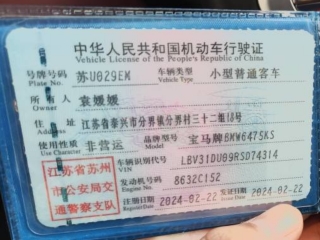 中华人民共和国机动车行驶证
Vehicle License of the People's Republic of China
号牌号码 苏U029EM 车辆类型 小型普通客车
Plate No. Vehicle Type
所有人 袁媛媛
Owner
住址 江苏省泰兴市分界镇分界村三十二组18号
Address
使用性质 非营运 品牌型号 宝马牌BMW6475KS
Use Character
江苏省苏州市公安局交通警察支队
车辆识别代号 LBV31DU09RSD74314
VIN
发动机号码 8632C152
Engine No.
注册日期 2024-02-22 发证日期 2024-02-22
Register Date Issue Date